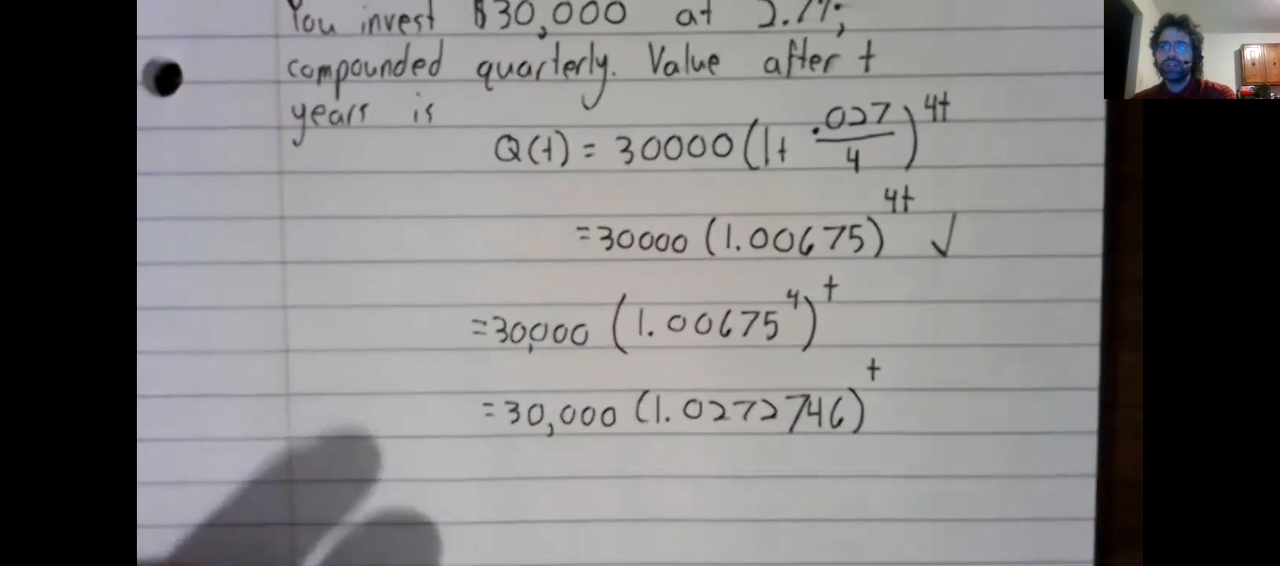 You invest $30,000 at 2.7%,
compounded quarterly. Value after t
years is
Q(t) = 30000(1+ .027/4)^4t
=30000(1.00675)^4t ✓
=30,000(1.00675^4)^t
=30,000(1.0272746)^t